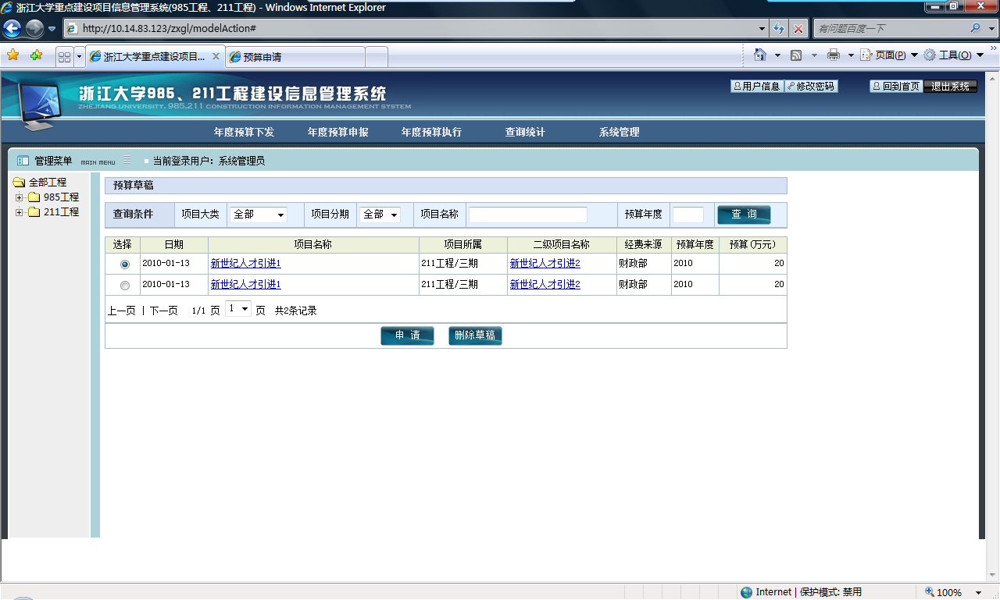 浙江大学重点建设项目信息管理系统(985工程、211工程) - Windows Internet Explorer
http://10.14.83.123/zxgl/modelAction#
有问题百度一下
浙江大学重点建设项目... 预算申请 页面(P) 工具(O)
浙江大学985、211工程建设信息管理系统
ZHEJIANG UNIVERSITY, 985,211 CONSTRUCTION INFORMATION MANAGEMENT SYSTEM
用户信息 修改密码 回到首页 退出系统
年度预算下发 年度预算申报 年度预算执行 查询统计 系统管理
管理菜单 MAIN MENU 当前登录用户：系统管理员
全部工程
985工程
211工程
预算草稿
查询条件 项目大类 全部 项目分期 全部 项目名称 预算年度 查 询
选择 日期 项目名称 项目所属 二级项目名称 经费来源 预算年度 预算(万元)
2010-01-13 新世纪人才引进1 211工程/三期 新世纪人才引进2 财政部 2010 20
2010-01-13 新世纪人才引进1 211工程/三期 新世纪人才引进2 财政部 2010 20
上一页 | 下一页 1/1 页 1 页 共2条记录
申 请 删除草稿
Internet | 保护模式: 禁用 100%